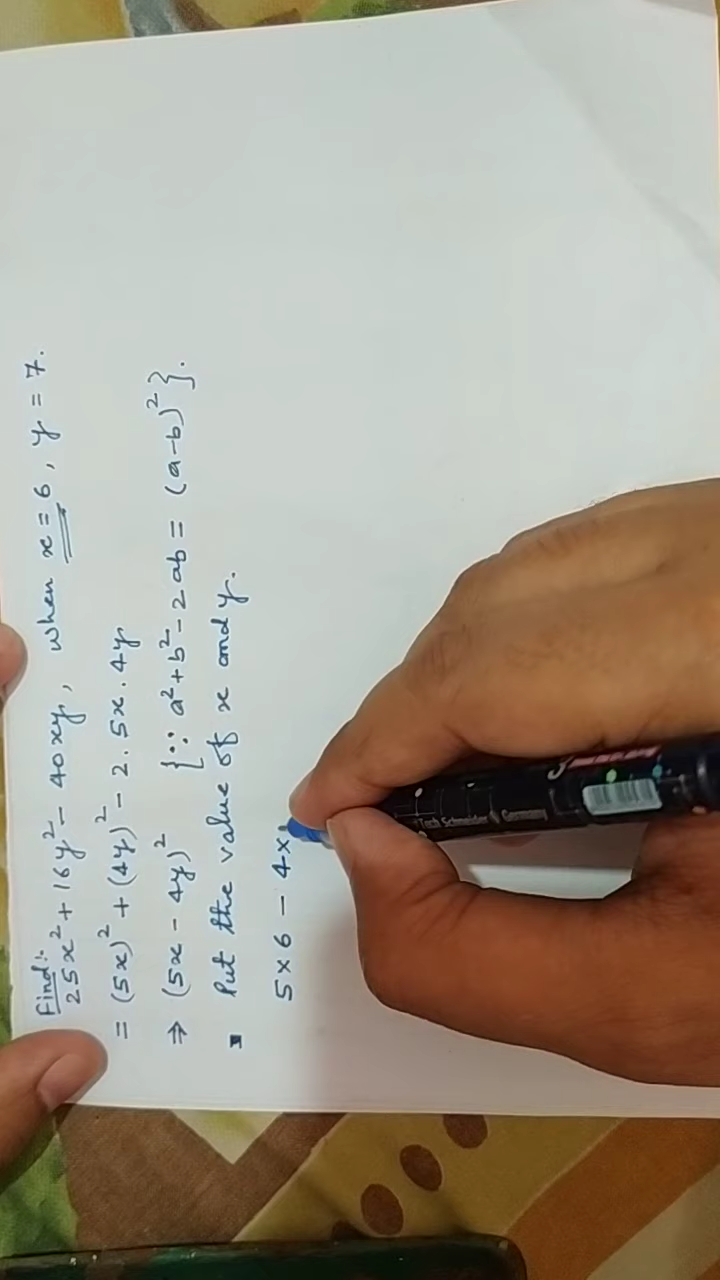 Find:-
25x² + 16y² - 40xy, when x = 6, y = 7.
= (5x)² + (4y)² - 2.5x.4y
⇒ (5x - 4y)² {∵ a² + b² - 2ab = (a-b)²}.
Put the value of x and y.
5 x 6 - 4 x
Tech Schneider Germany